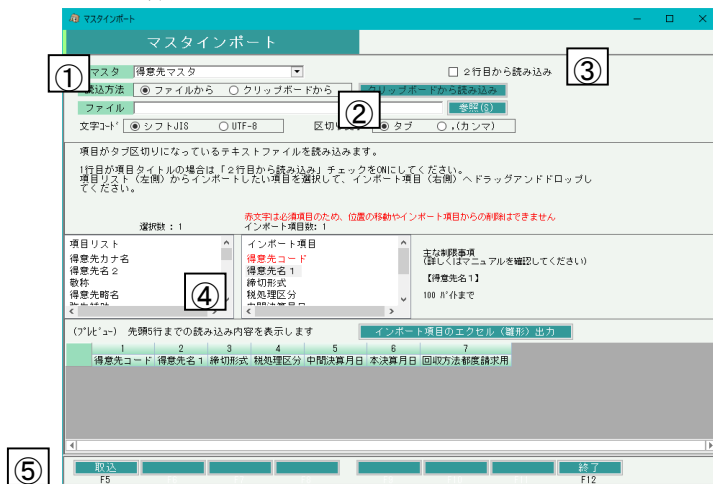 マスタインポート
マスタインポート
① マスタ 得意先マスタ □ 2行目から読み込み ③
読込方法 ファイルから クリップボードから クリップボードから読み込み
ファイル ② 参照(S)
文字ｺｰﾄﾞ シフトJIS UTF-8 区切り タブ ,(カンマ)
項目がタブ区切りになっているテキストファイルを読み込みます。
1行目が項目タイトルの場合は「2行目から読み込み」チェックをONにしてください。
項目リスト（左側）からインポートしたい項目を選択して、インポート項目（右側）へドラッグアンドドロップし
てください。
赤文字は必須項目のため、位置の移動やインポート項目からの削除はできません
選択数 : 1 インポート項目数: 1
項目リスト
得意先カナ名
得意先名2
敬称
得意先略名
④
インポート項目
得意先コード
得意先名1
締切形式
税処理区分
中間決算月日
主な制限事項
(詳しくはマニュアルを確認してください)
【得意先名1】
100 ﾊﾞｲﾄまで
(ﾌﾟﾚﾋﾞｭｰ) 先頭5行までの読み込み内容を表示します インポート項目のエクセル（雛形）出力
1 2 3 4 5 6 7
得意先コード 得意先名1 締切形式 税処理区分 中間決算月日 本決算月日 回収方法都度請求用
⑤ 取込 終了
F5 F12